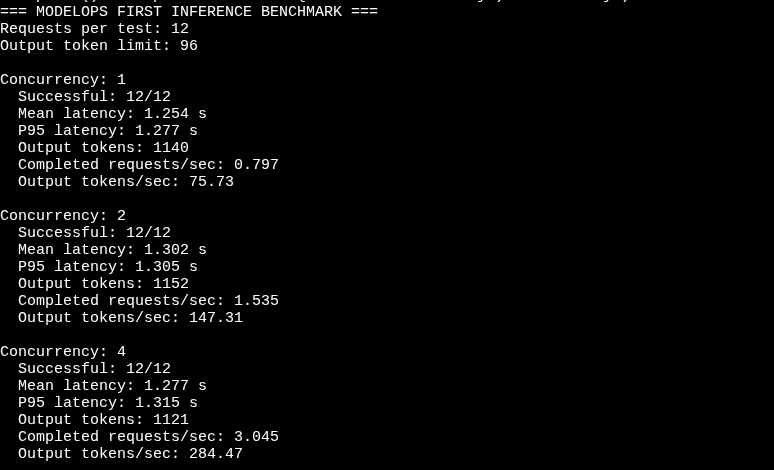 === MODELOPS FIRST INFERENCE BENCHMARK ===
Requests per test: 12
Output token limit: 96
Concurrency: 1
Successful: 12/12
Mean latency: 1.254 s
P95 latency: 1.277 s
Output tokens: 1140
Completed requests/sec: 0.797
Output tokens/sec: 75.73
Concurrency: 2
Successful: 12/12
Mean latency: 1.302 s
P95 latency: 1.305 s
Output tokens: 1152
Completed requests/sec: 1.535
Output tokens/sec: 147.31
Concurrency: 4
Successful: 12/12
Mean latency: 1.277 s
P95 latency: 1.315 s
Output tokens: 1121
Completed requests/sec: 3.045
Output tokens/sec: 284.47